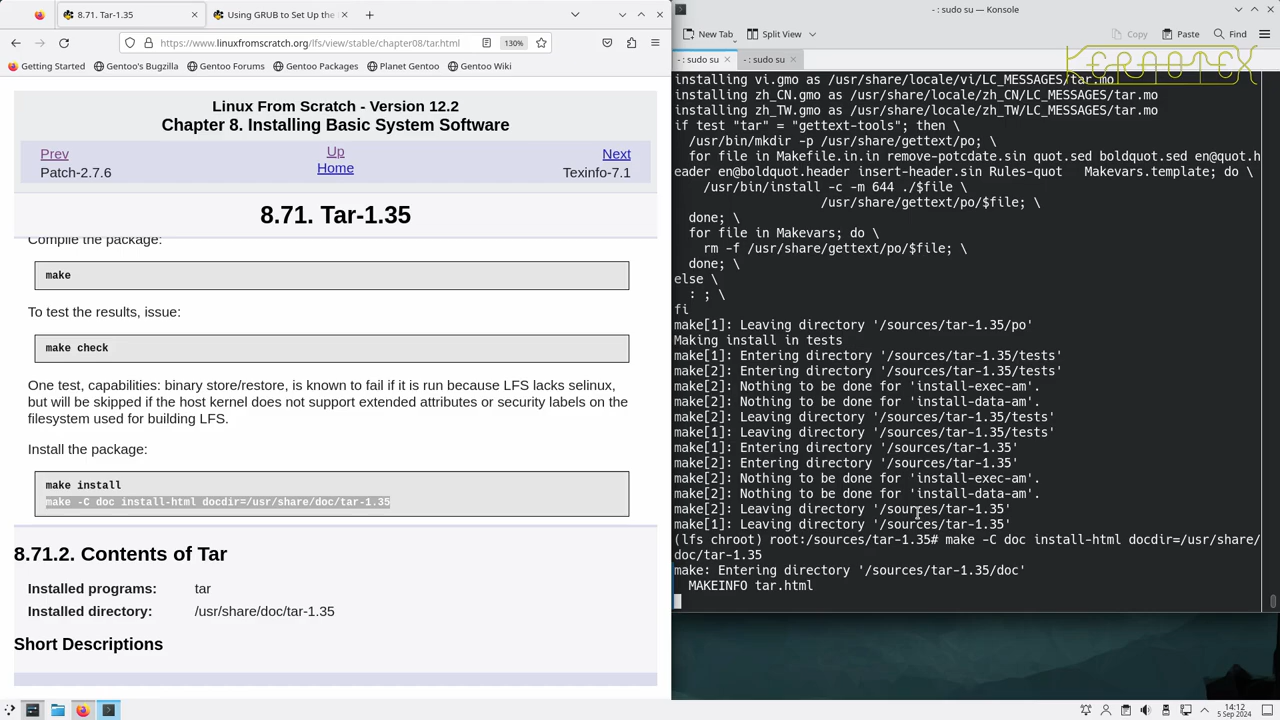 8.71. Tar-1.35
Using GRUB to Set Up the
https://www.linuxfromscratch.org/lfs/view/stable/chapter08/tar.html
130%
Getting Started
Gentoo's Bugzilla
Gentoo Forums
Gentoo Packages
Planet Gentoo
Gentoo Wiki
Linux From Scratch - Version 12.2
Chapter 8. Installing Basic System Software
Prev
Up
Next
Patch-2.7.6
Home
Texinfo-7.1
8.71. Tar-1.35
Compile the package:
make
To test the results, issue:
make check
One test, capabilities: binary store/restore, is known to fail if it is run because LFS lacks selinux,
but will be skipped if the host kernel does not support extended attributes or security labels on the
filesystem used for building LFS.
Install the package:
make install
make -C doc install-html docdir=/usr/share/doc/tar-1.35
8.71.2. Contents of Tar
Installed programs: tar
Installed directory: /usr/share/doc/tar-1.35
Short Descriptions
- : sudo su — Konsole
New Tab
Split View
Copy
Paste
Find
- : sudo su
- : sudo su
KERNOTEX
installing vi.gmo as /usr/share/locale/vi/LC_MESSAGES/tar.mo
installing zh_CN.gmo as /usr/share/locale/zh_CN/LC_MESSAGES/tar.mo
installing zh_TW.gmo as /usr/share/locale/zh_TW/LC_MESSAGES/tar.mo
if test "tar" = "gettext-tools"; then \
/usr/bin/mkdir -p /usr/share/gettext/po; \
for file in Makefile.in.in remove-potcdate.sin quot.sed boldquot.sed en@quot.h
eader en@boldquot.header insert-header.sin Rules-quot Makevars.template; do \
/usr/bin/install -c -m 644 ./$file \
/usr/share/gettext/po/$file; \
done; \
for file in Makevars; do \
rm -f /usr/share/gettext/po/$file; \
done; \
else \
: ; \
fi
make[1]: Leaving directory '/sources/tar-1.35/po'
Making install in tests
make[1]: Entering directory '/sources/tar-1.35/tests'
make[2]: Entering directory '/sources/tar-1.35/tests'
make[2]: Nothing to be done for 'install-exec-am'.
make[2]: Nothing to be done for 'install-data-am'.
make[2]: Leaving directory '/sources/tar-1.35/tests'
make[1]: Leaving directory '/sources/tar-1.35/tests'
make[1]: Entering directory '/sources/tar-1.35'
make[2]: Entering directory '/sources/tar-1.35'
make[2]: Nothing to be done for 'install-exec-am'.
make[2]: Nothing to be done for 'install-data-am'.
make[2]: Leaving directory '/sources/tar-1.35'
make[1]: Leaving directory '/sources/tar-1.35'
(lfs chroot) root:/sources/tar-1.35# make -C doc install-html docdir=/usr/share/
doc/tar-1.35
make: Entering directory '/sources/tar-1.35/doc'
MAKEINFO tar.html
14:12
5 Sep 2024